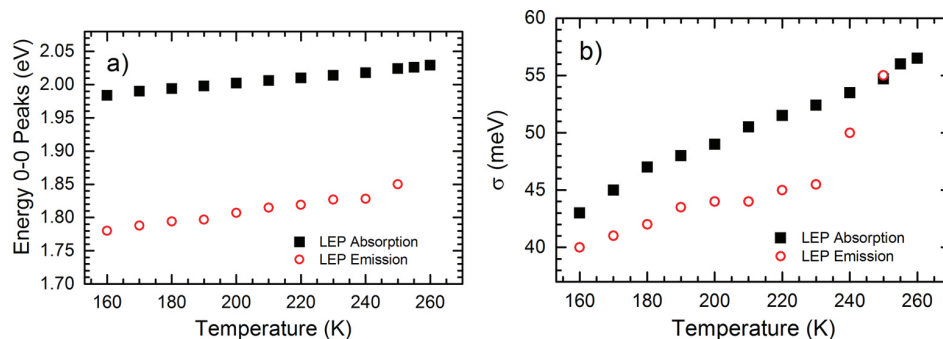 a)
Energy 0-0 Peaks (eV)
2.05
2.00
1.95
1.90
1.85
1.80
1.75
1.70
LEP Absorption
LEP Emission
160 180 200 220 240 260
Temperature (K)
b)
σ (meV)
60
55
50
45
40
LEP Absorption
LEP Emission
160 180 200 220 240 260
Temperature (K)